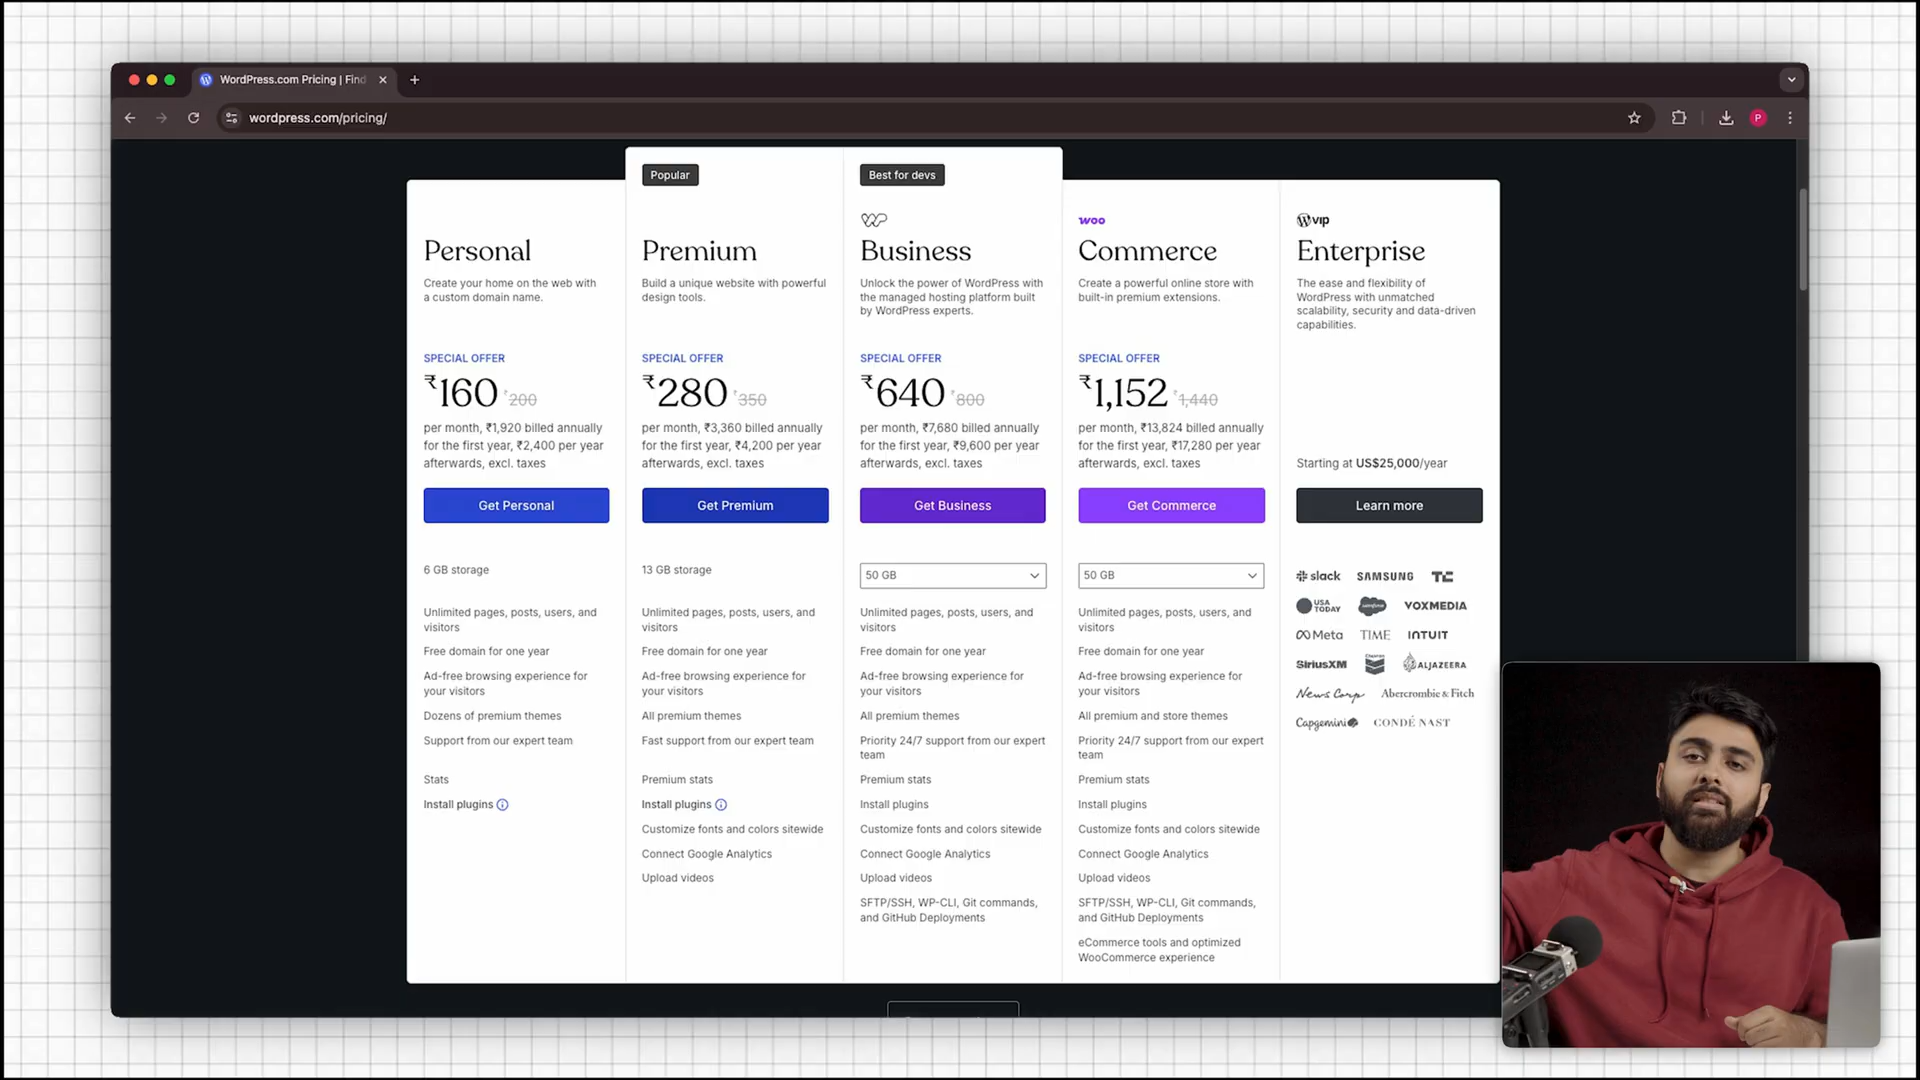 WordPress.com Pricing | Find
wordpress.com/pricing/
P
Popular
Best for devs
woo
vip
Personal
Create your home on the web with
a custom domain name.
SPECIAL OFFER
₹160 ₹200
per month, ₹1,920 billed annually
for the first year, ₹2,400 per year
afterwards, excl. taxes
Get Personal
6 GB storage
Unlimited pages, posts, users, and
visitors
Free domain for one year
Ad-free browsing experience for
your visitors
Dozens of premium themes
Support from our expert team
Stats
Install plugins
Premium
Build a unique website with powerful
design tools.
SPECIAL OFFER
₹280 ₹350
per month, ₹3,360 billed annually
for the first year, ₹4,200 per year
afterwards, excl. taxes
Get Premium
13 GB storage
Unlimited pages, posts, users, and
visitors
Free domain for one year
Ad-free browsing experience for
your visitors
All premium themes
Fast support from our expert team
Premium stats
Install plugins
Customize fonts and colors sitewide
Connect Google Analytics
Upload videos
Business
Unlock the power of WordPress with
the managed hosting platform built
by WordPress experts.
SPECIAL OFFER
₹640 ₹800
per month, ₹7,680 billed annually
for the first year, ₹9,600 per year
afterwards, excl. taxes
Get Business
50 GB
Unlimited pages, posts, users, and
visitors
Free domain for one year
Ad-free browsing experience for
your visitors
All premium themes
Priority 24/7 support from our expert
team
Premium stats
Install plugins
Customize fonts and colors sitewide
Connect Google Analytics
Upload videos
SFTP/SSH, WP-CLI, Git commands,
and GitHub Deployments
Commerce
Create a powerful online store with
built-in premium extensions.
SPECIAL OFFER
₹1,152 ₹1,440
per month, ₹13,824 billed annually
for the first year, ₹17,280 per year
afterwards, excl. taxes
Get Commerce
50 GB
Unlimited pages, posts, users, and
visitors
Free domain for one year
Ad-free browsing experience for
your visitors
All premium and store themes
Priority 24/7 support from our expert
team
Premium stats
Install plugins
Customize fonts and colors sitewide
Connect Google Analytics
Upload videos
SFTP/SSH, WP-CLI, Git commands,
and GitHub Deployments
eCommerce tools and optimized
WooCommerce experience
Enterprise
The ease and flexibility of
WordPress with unmatched
scalability, security and data-driven
capabilities.
Starting at US$25,000/year
Learn more
slack SAMSUNG TC
USA TODAY salesforce VOXMEDIA
Meta TIME INTUIT
SiriusXM ALJAZEERA
News Corp Abercrombie & Fitch
Capgemini CONDÉ NAST